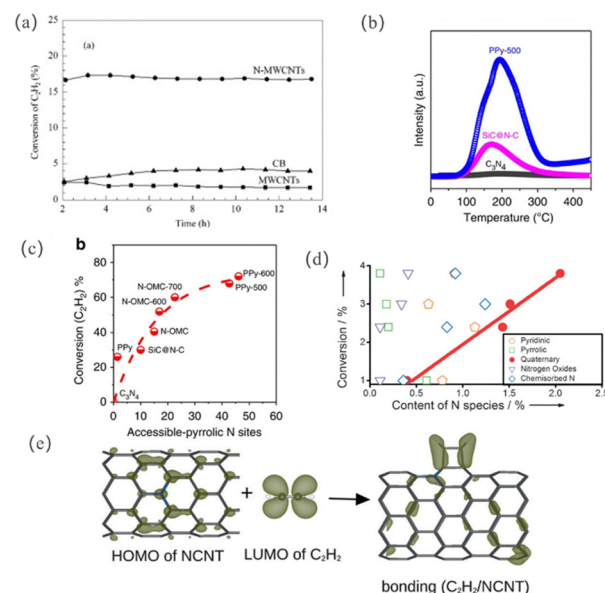 (a)
(a)
Conversion of C₂H₂ (%)
25
20
15
10
5
0
N-MWCNTs
CB
MWCNTs
2
4
6
8
10
12
14
Time (h)
(b)
Intensity (a.u.)
PPy-500
SiC@N-C
C₃N₄
0
100
200
300
400
Temperature (°C)
(c)
b
Conversion (C₂H₂) %
100
80
60
40
20
0
PPy-600
PPy-500
N-OMC-700
N-OMC-600
N-OMC
PPy
SiC@N-C
C₃N₄
0
10
20
30
40
50
60
Accessible-pyrrolic N sites
(d)
Conversion / %
4
3
2
1
Pyridinic
Pyrrolic
Quaternary
Nitrogen Oxides
Chemisorbed N
0.0
0.5
1.0
1.5
2.0
2.5
Content of N species / %
(e)
+
HOMO of NCNT
LUMO of C₂H₂
bonding (C₂H₂/NCNT)